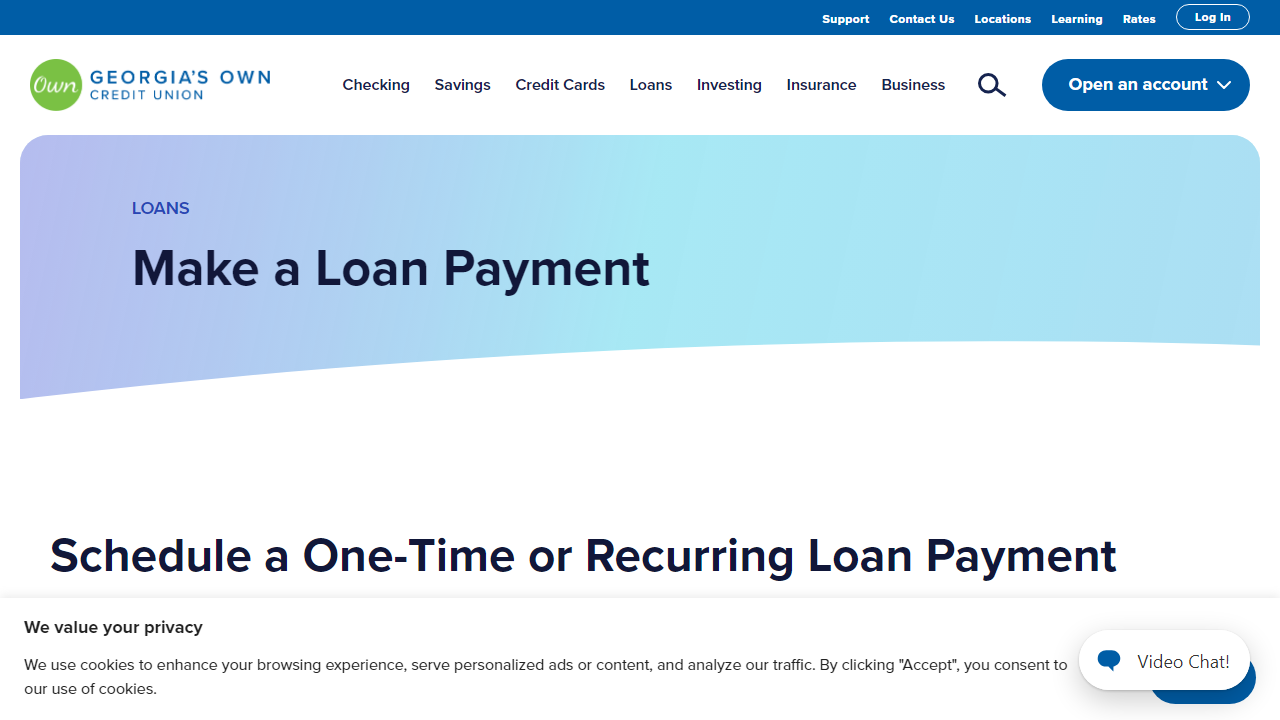 Support Contact Us Locations Learning Rates Log In
Own GEORGIA'S OWN
CREDIT UNION
Checking Savings Credit Cards Loans Investing Insurance Business Open an account
LOANS
Make a Loan Payment
Schedule a One-Time or Recurring Loan Payment
We value your privacy
We use cookies to enhance your browsing experience, serve personalized ads or content, and analyze our traffic. By clicking "Accept", you consent to
our use of cookies.
Video Chat!